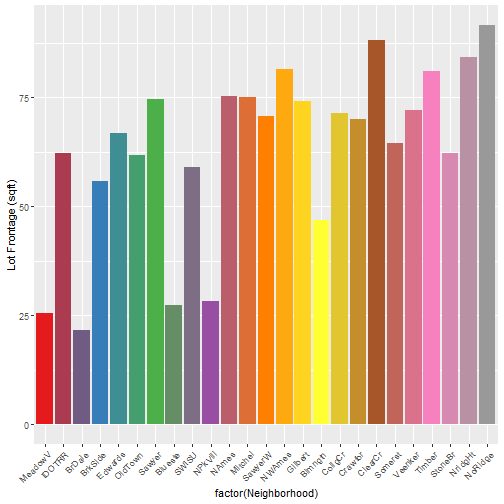 Lot Frontage (sqft)
75
50
25
0
MeadowV
IDOTRR
BrDale
BrkSide
Edwards
OldTown
Sawyer
Blueste
SWISU
NPkVill
NAmes
Mitchel
SawyerW
NWAmes
Gilbert
Blmngtn
CollgCr
Crawfor
ClearCr
Somerst
Veenker
Timber
StoneBr
NridgHt
NoRidge
factor(Neighborhood)